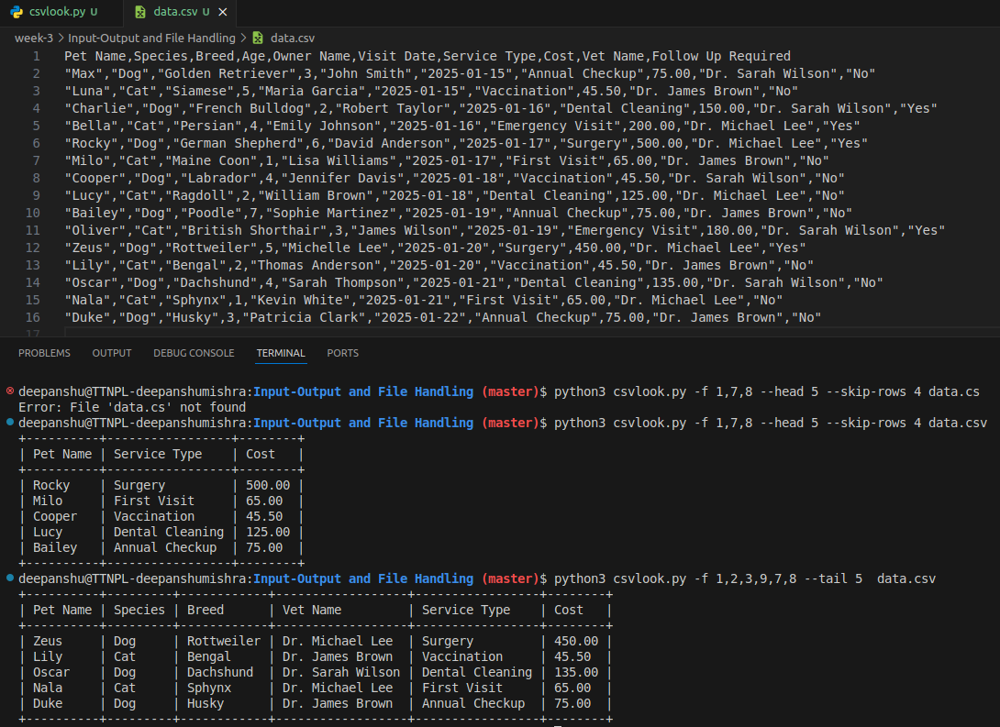 csvlook.py U data.csv U
week-3 > Input-Output and File Handling > data.csv
1 Pet Name,Species,Breed,Age,Owner Name,Visit Date,Service Type,Cost,Vet Name,Follow Up Required
2 "Max","Dog","Golden Retriever",3,"John Smith","2025-01-15","Annual Checkup",75.00,"Dr. Sarah Wilson","No"
3 "Luna","Cat","Siamese",5,"Maria Garcia","2025-01-15","Vaccination",45.50,"Dr. James Brown","No"
4 "Charlie","Dog","French Bulldog",2,"Robert Taylor","2025-01-16","Dental Cleaning",150.00,"Dr. Sarah Wilson","Yes"
5 "Bella","Cat","Persian",4,"Emily Johnson","2025-01-16","Emergency Visit",200.00,"Dr. Michael Lee","Yes"
6 "Rocky","Dog","German Shepherd",6,"David Anderson","2025-01-17","Surgery",500.00,"Dr. Michael Lee","Yes"
7 "Milo","Cat","Maine Coon",1,"Lisa Williams","2025-01-17","First Visit",65.00,"Dr. James Brown","No"
8 "Cooper","Dog","Labrador",4,"Jennifer Davis","2025-01-18","Vaccination",45.50,"Dr. Sarah Wilson","No"
9 "Lucy","Cat","Ragdoll",2,"William Brown","2025-01-18","Dental Cleaning",125.00,"Dr. Michael Lee","No"
10 "Bailey","Dog","Poodle",7,"Sophie Martinez","2025-01-19","Annual Checkup",75.00,"Dr. James Brown","No"
11 "Oliver","Cat","British Shorthair",3,"James Wilson","2025-01-19","Emergency Visit",180.00,"Dr. Sarah Wilson","Yes"
12 "Zeus","Dog","Rottweiler",5,"Michelle Lee","2025-01-20","Surgery",450.00,"Dr. Michael Lee","Yes"
13 "Lily","Cat","Bengal",2,"Thomas Anderson","2025-01-20","Vaccination",45.50,"Dr. James Brown","No"
14 "Oscar","Dog","Dachshund",4,"Sarah Thompson","2025-01-21","Dental Cleaning",135.00,"Dr. Sarah Wilson","No"
15 "Nala","Cat","Sphynx",1,"Kevin White","2025-01-21","First Visit",65.00,"Dr. Michael Lee","No"
16 "Duke","Dog","Husky",3,"Patricia Clark","2025-01-22","Annual Checkup",75.00,"Dr. James Brown","No"
17
PROBLEMS OUTPUT DEBUG CONSOLE TERMINAL PORTS
deepanshu@TTNPL-deepanshumishra:Input-Output and File Handling (master)$ python3 csvlook.py -f 1,7,8 --head 5 --skip-rows 4 data.cs
Error: File 'data.cs' not found
deepanshu@TTNPL-deepanshumishra:Input-Output and File Handling (master)$ python3 csvlook.py -f 1,7,8 --head 5 --skip-rows 4 data.csv
+----------+-----------------+--------+
| Pet Name | Service Type    | Cost   |
+----------+-----------------+--------+
| Rocky    | Surgery         | 500.00 |
| Milo     | First Visit     | 65.00  |
| Cooper   | Vaccination     | 45.50  |
| Lucy     | Dental Cleaning | 125.00 |
| Bailey   | Annual Checkup  | 75.00  |
+----------+-----------------+--------+
deepanshu@TTNPL-deepanshumishra:Input-Output and File Handling (master)$ python3 csvlook.py -f 1,2,3,9,7,8 --tail 5  data.csv
+----------+---------+------------+------------------+-----------------+--------+
| Pet Name | Species | Breed      | Vet Name         | Service Type    | Cost   |
+----------+---------+------------+------------------+-----------------+--------+
| Zeus     | Dog     | Rottweiler | Dr. Michael Lee  | Surgery         | 450.00 |
| Lily     | Cat     | Bengal     | Dr. James Brown  | Vaccination     | 45.50  |
| Oscar    | Dog     | Dachshund  | Dr. Sarah Wilson | Dental Cleaning | 135.00 |
| Nala     | Cat     | Sphynx     | Dr. Michael Lee  | First Visit     | 65.00  |
| Duke     | Dog     | Husky      | Dr. James Brown  | Annual Checkup  | 75.00  |
+----------+---------+------------+------------------+-----------------+--------+